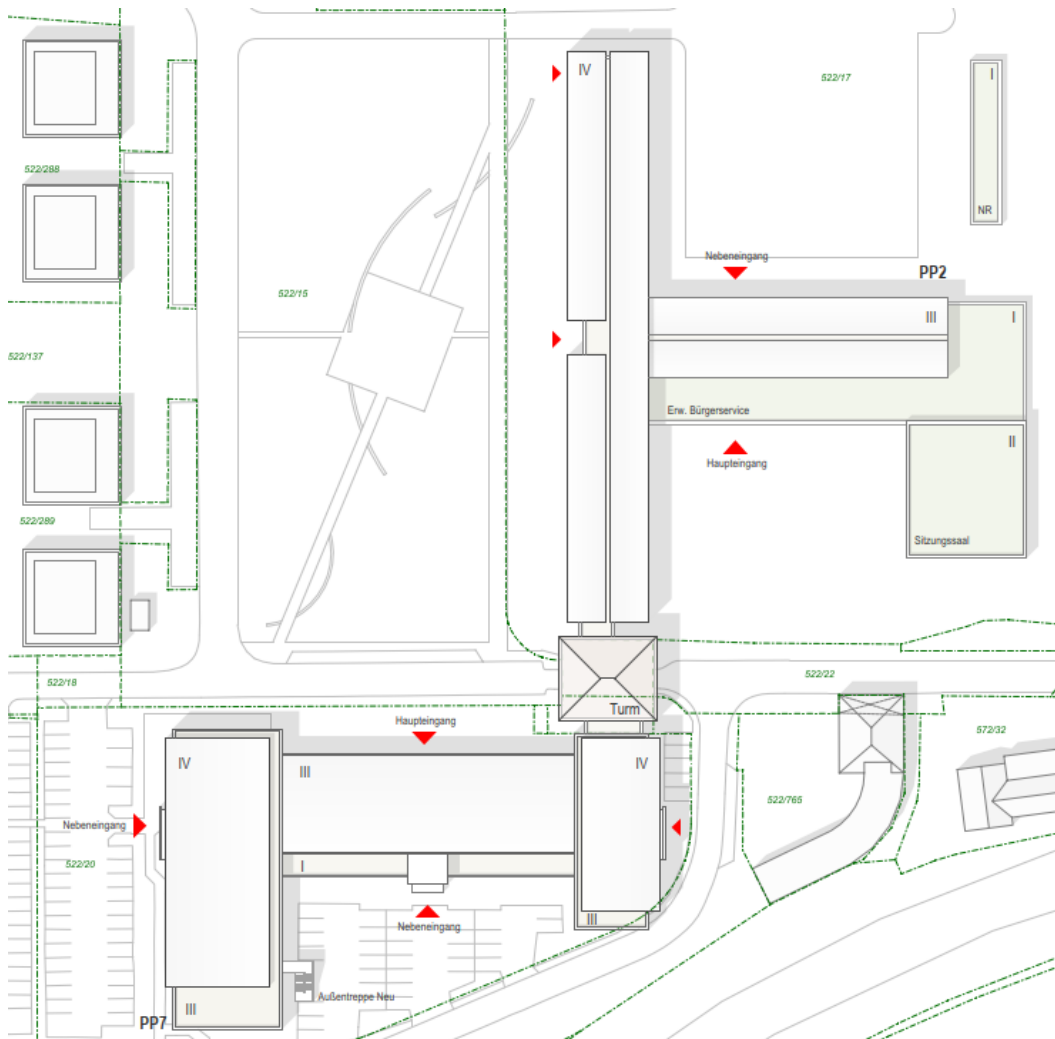 IV
522/17
I
522/288
NR
Nebeneingang
PP2
522/15
III
I
522/137
Erw. Bürgerservice
II
Haupteingang
522/289
Sitzungssaal
522/18
522/22
Turm
Haupteingang
572/32
IV
III
IV
522/765
Nebeneingang
522/20
I
III
Nebeneingang
Außentreppe Neu
III
PP7